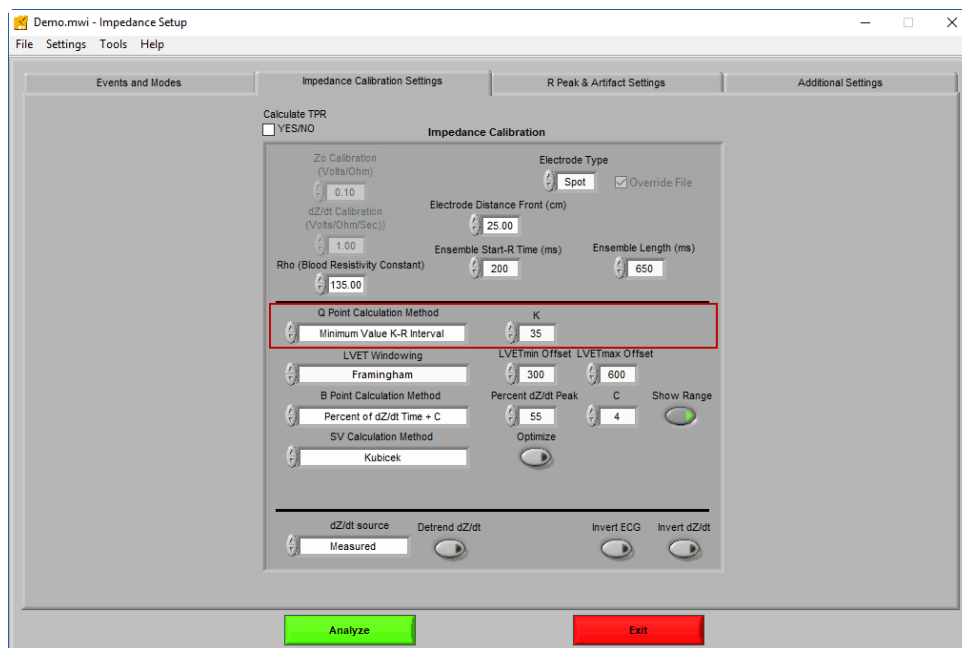 Demo.mwi - Impedance Setup
File Settings Tools Help
Events and Modes
Impedance Calibration Settings
R Peak & Artifact Settings
Additional Settings
Calculate TPR
YES/NO
Impedance Calibration
Zo Calibration
(Volts/Ohm)
0.10
Electrode Type
Spot
Override File
dZ/dt Calibration
(Volts/Ohm/Sec))
1.00
Electrode Distance Front (cm)
25.00
Ensemble Start-R Time (ms)
200
Ensemble Length (ms)
650
Rho (Blood Resistivity Constant)
135.00
Q Point Calculation Method
Minimum Value K-R Interval
K
35
LVET Windowing
Framingham
LVETmin Offset
300
LVETmax Offset
600
B Point Calculation Method
Percent of dZ/dt Time + C
Percent dZ/dt Peak
55
C
4
Show Range
SV Calculation Method
Kubicek
Optimize
dZ/dt source
Measured
Detrend dZ/dt
Invert ECG
Invert dZ/dt
Analyze
Exit